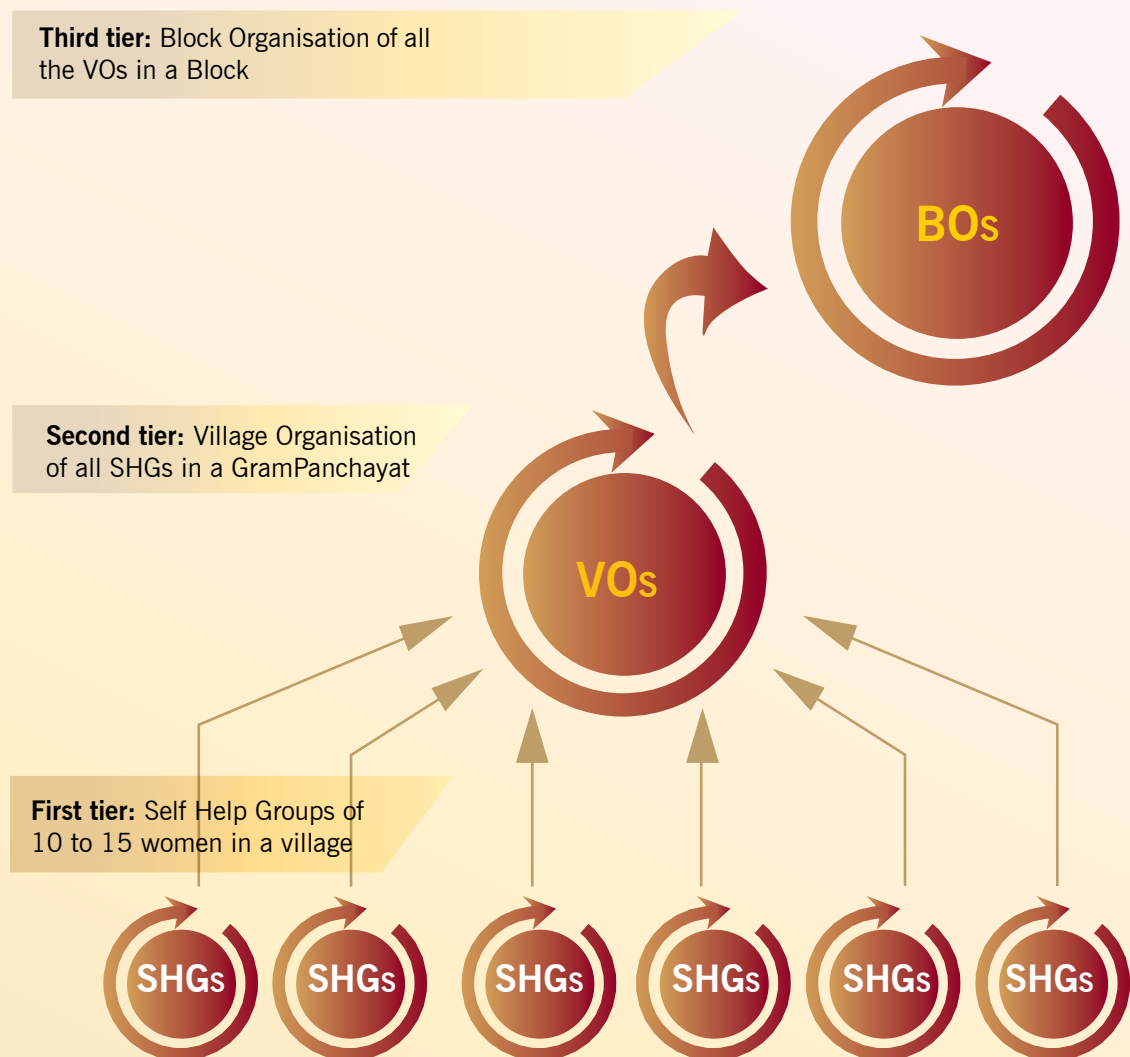 Third tier: Block Organisation of all
the VOs in a Block
BOs
Second tier: Village Organisation
of all SHGs in a GramPanchayat
VOs
First tier: Self Help Groups of
10 to 15 women in a village
SHGs SHGs SHGs SHGs SHGs SHGs